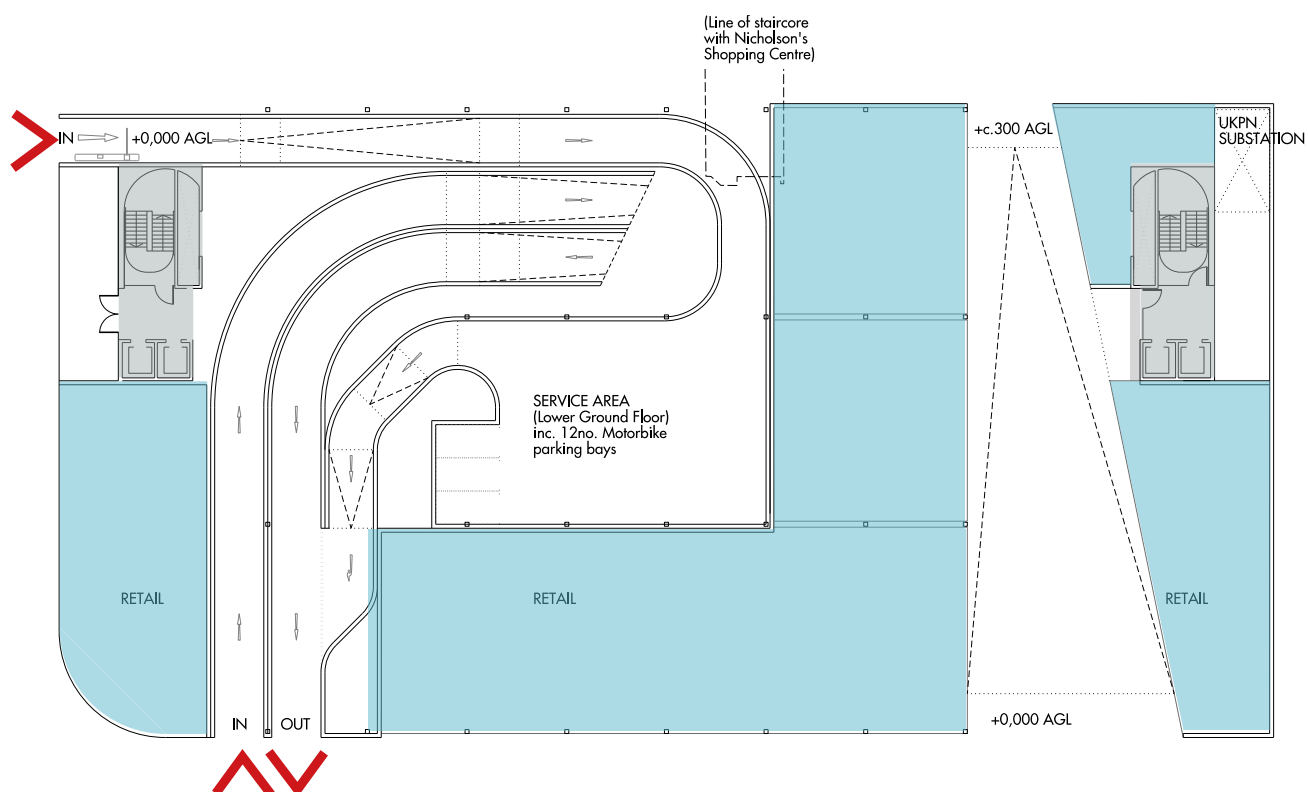 (Line of staircore
with Nicholson's
Shopping Centre)
IN
+0,000 AGL
+c.300 AGL
UKPN
SUBSTATION
SERVICE AREA
(Lower Ground Floor)
inc. 12no. Motorbike
parking bays
RETAIL
RETAIL
RETAIL
IN
OUT
+0,000 AGL